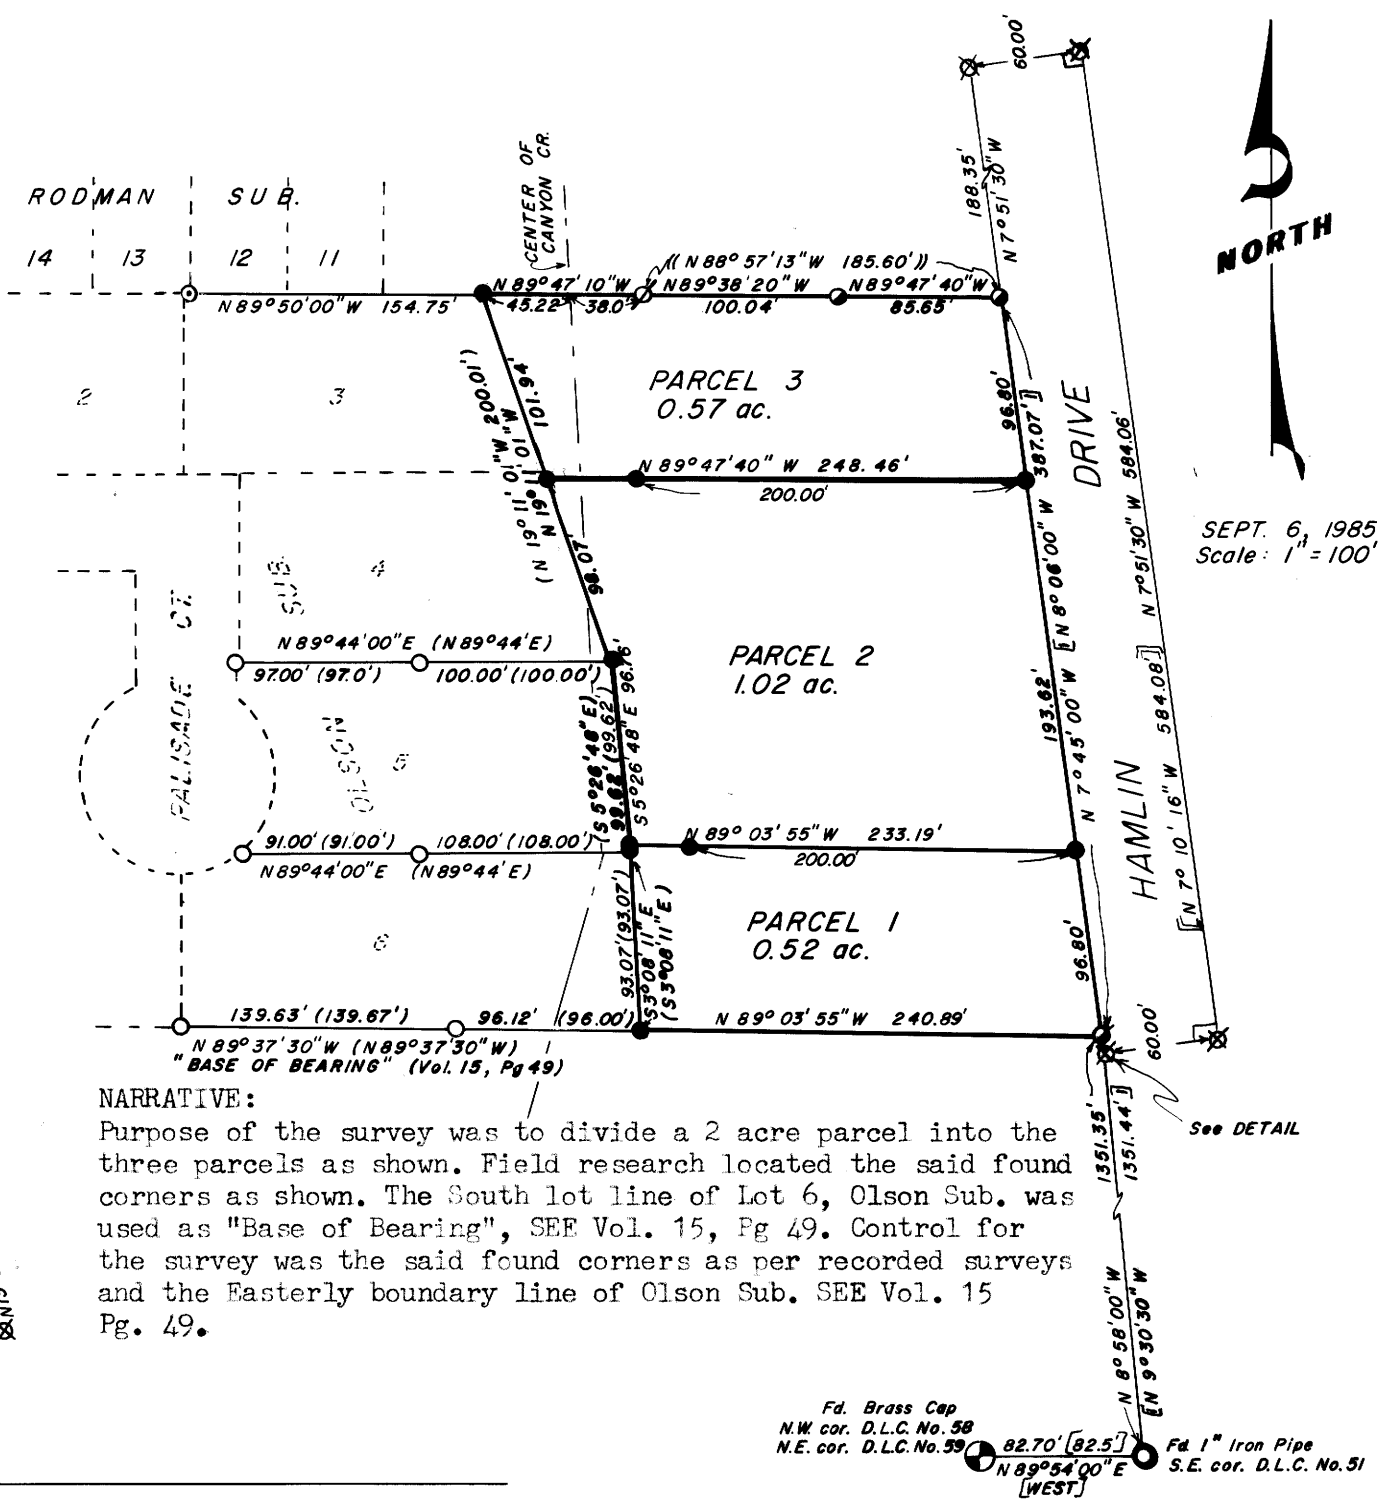 60.00'
188.35'
N 7° 51' 30" W
NORTH
SEPT. 6, 1985
Scale: 1" = 100'
RODMAN SUB.
14 13 12 11
CENTER OF
CANYON CR.
(( N 88° 57' 13" W 185.60' ))
N 89° 50' 00" W 154.75'
N 89° 47' 10" W
45.22' 38.0'
N 89° 38' 20" W
100.04'
N 89° 47' 40" W
85.65'
2
3
(N 19° 11' 01" W 200.01')
N 19° 11' 01" W
101.94'
98.07'
PARCEL 3
0.57 ac.
96.80'
N 89° 47' 40" W 248.46'
200.00'
HAMLIN DRIVE
N 7° 45' 00" W [N 8° 06' 00" W 387.07']
N 7° 51' 30" W 584.06'
[N 7° 10' 16" W 584.08']
PALISADE CT.
OLSON SUB.
4
5
6
N 89° 44' 00" E (N 89° 44' E)
97.00' (97.0') 100.00' (100.00')
(S 5° 26' 48" E)
99.62' (99.62')
S 5° 26' 48" E 96.76'
PARCEL 2
1.02 ac.
193.62'
91.00' (91.00') 108.00' (108.00')
N 89° 44' 00" E (N 89° 44' E)
N 89° 03' 55" W 233.19'
200.00'
93.07' (93.07')
S 3° 08' 11" E
(S 3° 08' 11" E)
PARCEL 1
0.52 ac.
96.80'
139.63' (139.67') 96.12' (96.00')
N 89° 37' 30" W (N 89° 37' 30" W)
"BASE OF BEARING" (Vol. 15, Pg 49)
N 89° 03' 55" W 240.89'
60.00'
See DETAIL
1351.35'
1351.44']
N 8° 58' 00" W
[N 9° 30' 30" W
NARRATIVE:
Purpose of the survey was to divide a 2 acre parcel into the
three parcels as shown. Field research located the said found
corners as shown. The South lot line of Lot 6, Olson Sub. was
used as "Base of Bearing", SEE Vol. 15, Pg 49. Control for
the survey was the said found corners as per recorded surveys
and the Easterly boundary line of Olson Sub. SEE Vol. 15
Pg. 49.
Fd. Brass Cap
N.W. cor. D.L.C. No. 58
N.E. cor. D.L.C. No. 59
82.70' [82.5']
N 89° 54' 00" E
[WEST]
Fd. 1" Iron Pipe
S.E. cor. D.L.C. No. 51